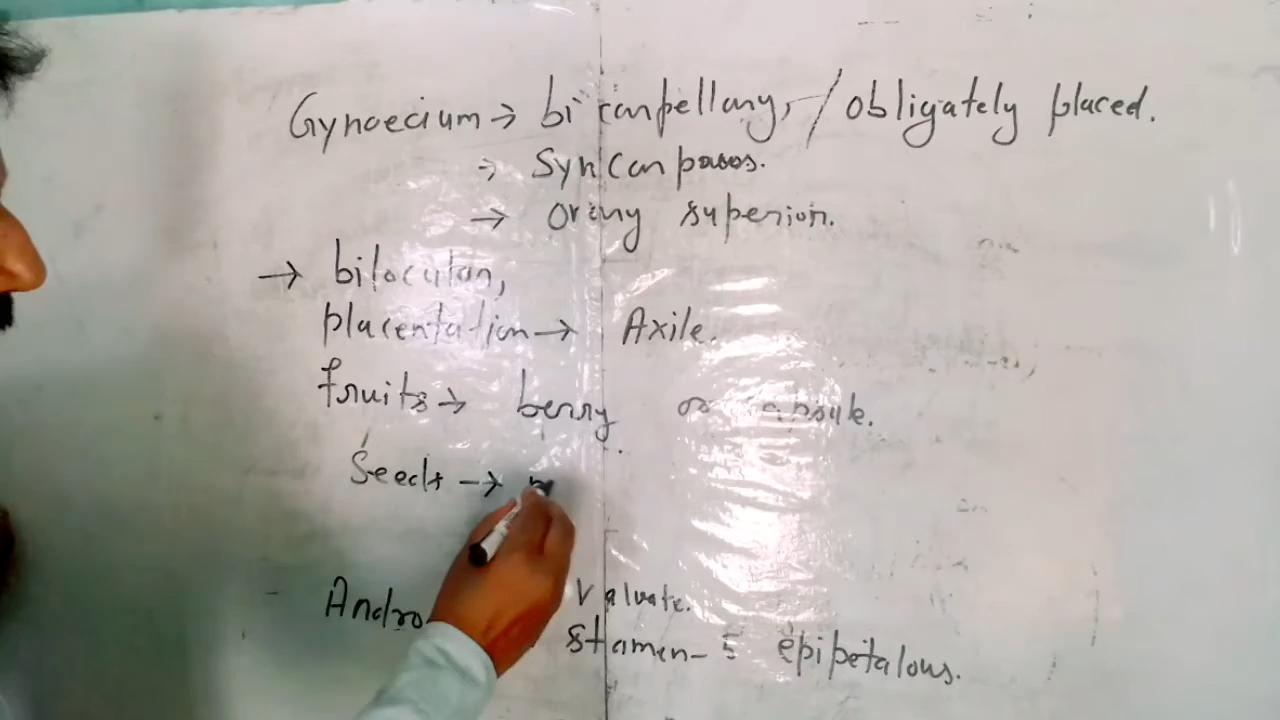 Gynoecium → bicarpellary, / obligately placed.
→ Syncarpous.
→ Ovary superior.
→ bilocular,
placentation → Axile.
fruits → berry or capsule.
Seeds →
Andro
Valvate.
Stamen - 5 epipetalous.